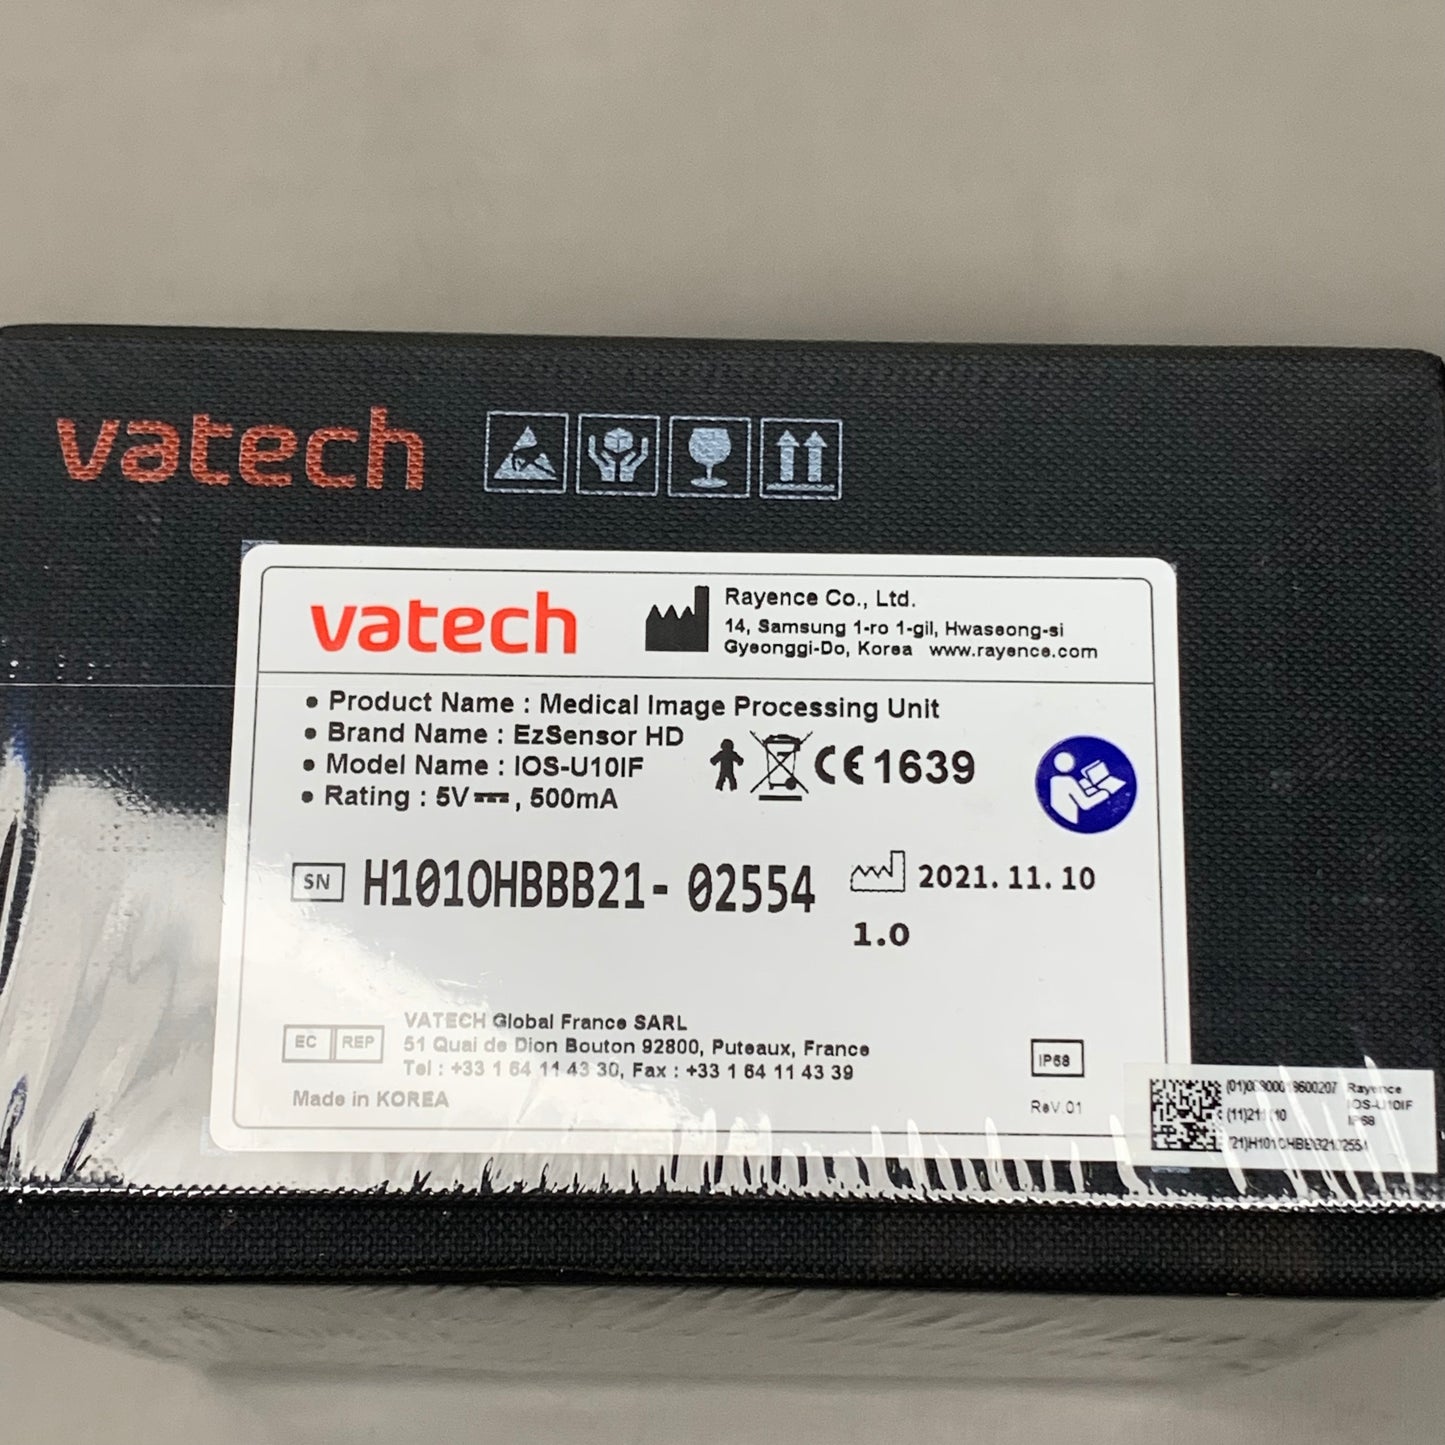 vatech
vatech
Rayence Co., Ltd.
14, Samsung 1-ro 1-gil, Hwaseong-si
Gyeonggi-Do, Korea www.rayence.com
• Product Name : Medical Image Processing Unit
• Brand Name : EzSensor HD
• Model Name : IOS-U10IF
• Rating : 5V⎓, 500mA
CE 1639
SN H101OHBBB21- 02554
2021. 11. 10
1.0
EC REP
VATECH Global France SARL
51 Quai de Dion Bouton 92800, Puteaux, France
Tel : +33 1 64 11 43 30, Fax : +33 1 64 11 43 39
Made in KOREA
IP68
ReV.01
Rayence
IOS-U10IF
IP68